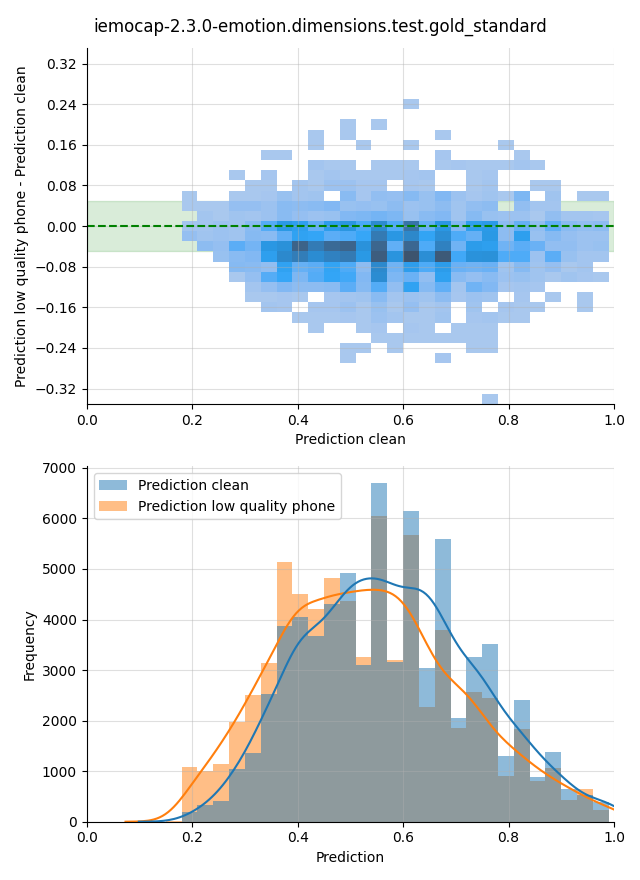 iemocap-2.3.0-emotion.dimensions.test.gold_standard
Prediction low quality phone - Prediction clean
0.32
0.24
0.16
0.08
0.00
−0.08
−0.16
−0.24
−0.32
0.0 0.2 0.4 0.6 0.8 1.0
Prediction clean
Frequency
7000
6000
5000
4000
3000
2000
1000
0
Prediction clean
Prediction low quality phone
0.0 0.2 0.4 0.6 0.8 1.0
Prediction